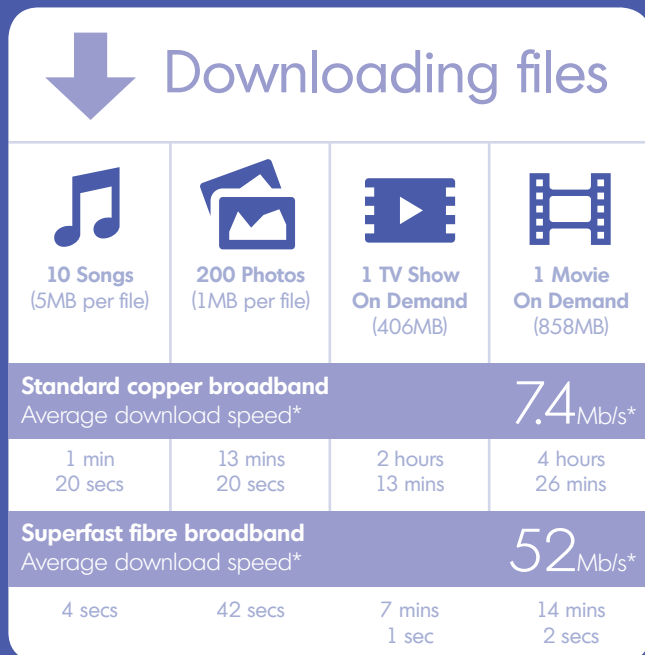 Downloading files
10 Songs
(5MB per file)
200 Photos
(1MB per file)
1 TV Show
On Demand
(406MB)
1 Movie
On Demand
(858MB)
Standard copper broadband
Average download speed*
7.4Mb/s*
1 min
20 secs
13 mins
20 secs
2 hours
13 mins
4 hours
26 mins
Superfast fibre broadband
Average download speed*
52Mb/s*
4 secs
42 secs
7 mins
1 sec
14 mins
2 secs